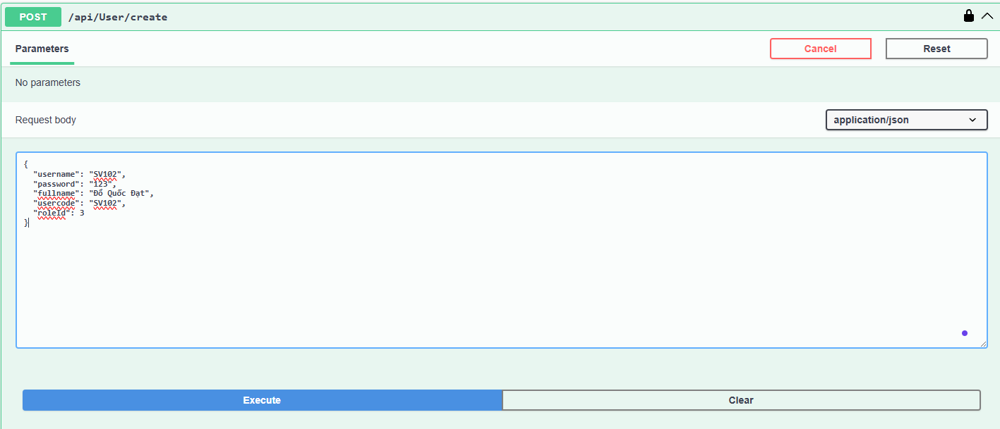 POST /api/User/create
Parameters
Cancel
Reset
No parameters
Request body
application/json
{
"username": "SV102",
"password": "123",
"fullname": "Đồ Quốc Đạt",
"usercode": "SV102",
"roleId": 3
}
Execute
Clear